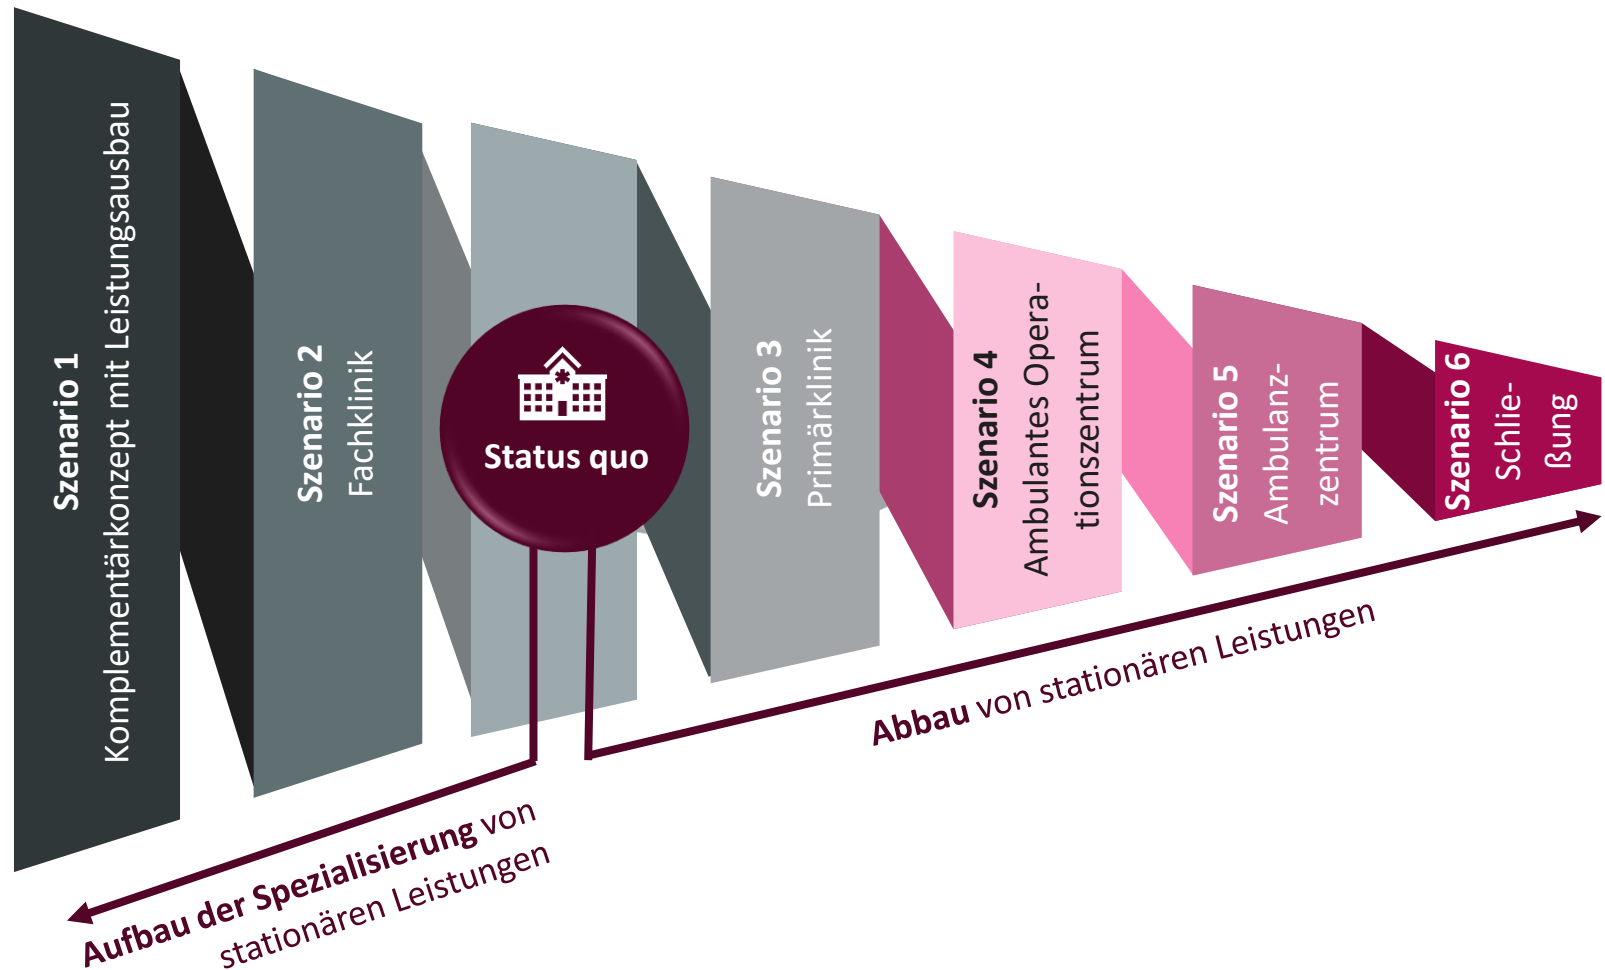 Szenario 1
Komplementärkonzept mit Leistungsausbau
Szenario 2
Fachklinik
Status quo
Szenario 3
Primärklinik
Szenario 4
Ambulantes Opera-
tionszentrum
Szenario 5
Ambulanz-
zentrum
Szenario 6
Schlie-
ßung
Abbau von stationären Leistungen
Aufbau der Spezialisierung von
stationären Leistungen